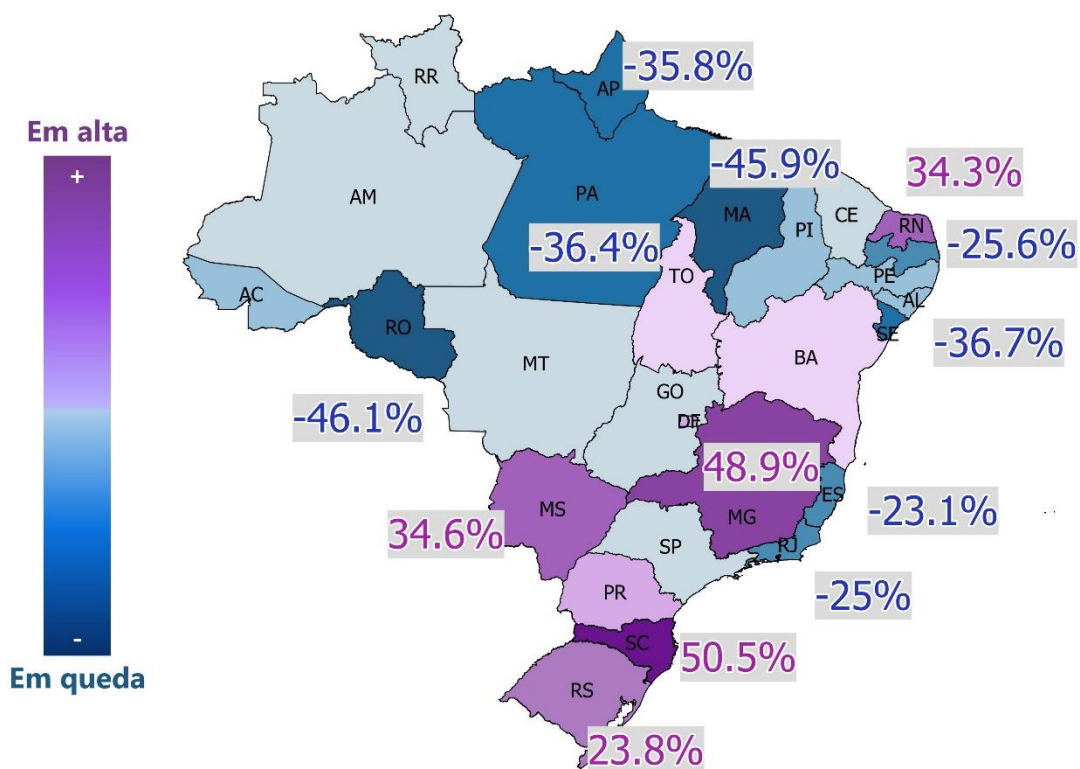 -35.8%
RR
AP
Em alta
+
-45.9%
34.3%
AM
PA
MA
CE
RN
PI
-25.6%
-36.4%
TO
PE
AC
AL
RO
SE
-36.7%
MT
BA
GO
-46.1%
DF
48.9%
MS
MG
ES
-23.1%
34.6%
SP
RJ
PR
-25%
-
SC
50.5%
Em queda
RS
23.8%